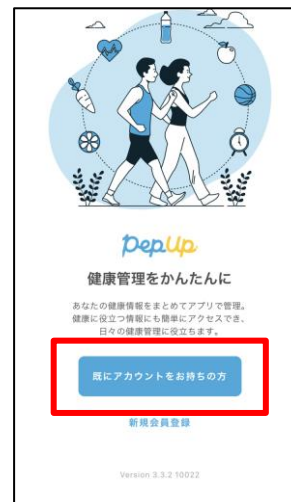 PepUp
健康管理をかんたんに
あなたの健康情報をまとめてアプリで管理。
健康に役立つ情報にも簡単にアクセスでき、
日々の健康管理に役立ちます。
既にアカウントをお持ちの方
新規会員登録
Version 3.3.2 10022